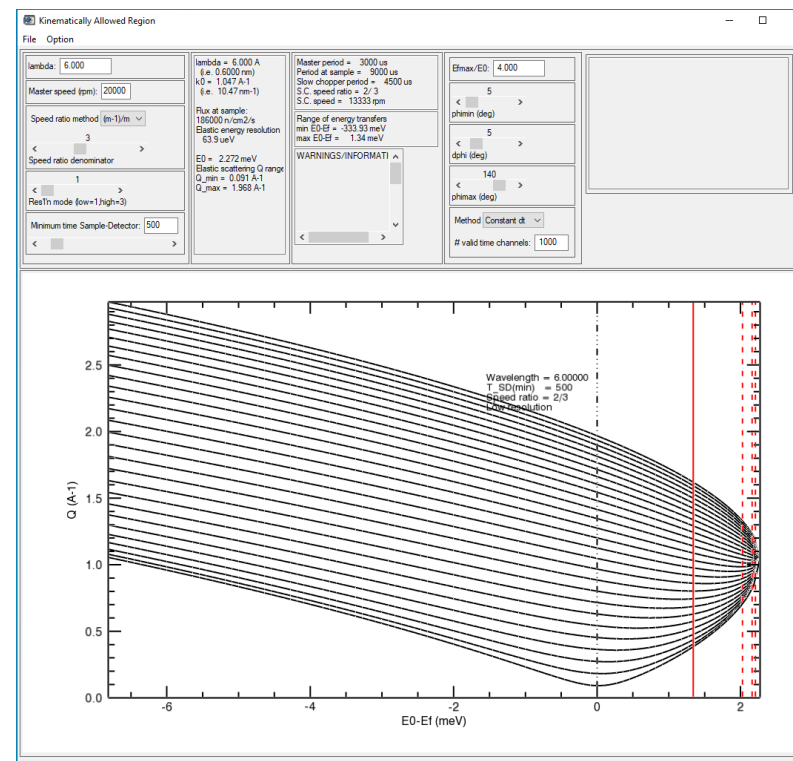 Kinematically Allowed Region
File Option
lambda: 6.000
Master speed (rpm): 20000
Speed ratio method (m-1)/m
3
Speed ratio denominator
1
Res'l'n mode (low=1,high=3)
Minimum time Sample-Detector: 500
lambda = 6.000 A
(i.e. 0.6000 nm)
k0 = 1.047 A-1
(i.e. 10.47 nm-1)
Flux at sample:
186000 n/cm2/s
Elastic energy resolution
63.9 ueV
E0 = 2.272 meV
Elastic scattering Q range
Q_min = 0.091 A-1
Q_max = 1.968 A-1
Master period = 3000 us
Period at sample = 9000 us
Slow chopper period = 4500 us
S.C. speed ratio = 2/ 3
S.C. speed = 13333 rpm
Range of energy transfers
min E0-Ef = -333.93 meV
max E0-Ef = 1.34 meV
WARNINGS/INFORMATI
Efmax/E0: 4.000
5
phimin (deg)
5
dphi (deg)
140
phimax (deg)
Method Constant dt
# valid time channels: 1000
Wavelength = 6.00000
T_SD(min) = 500
Speed ratio = 2/3
Low resolution
2.5
2.0
1.5
1.0
0.5
0.0
Q (A-1)
-6 -4 -2 0 2
E0-Ef (meV)